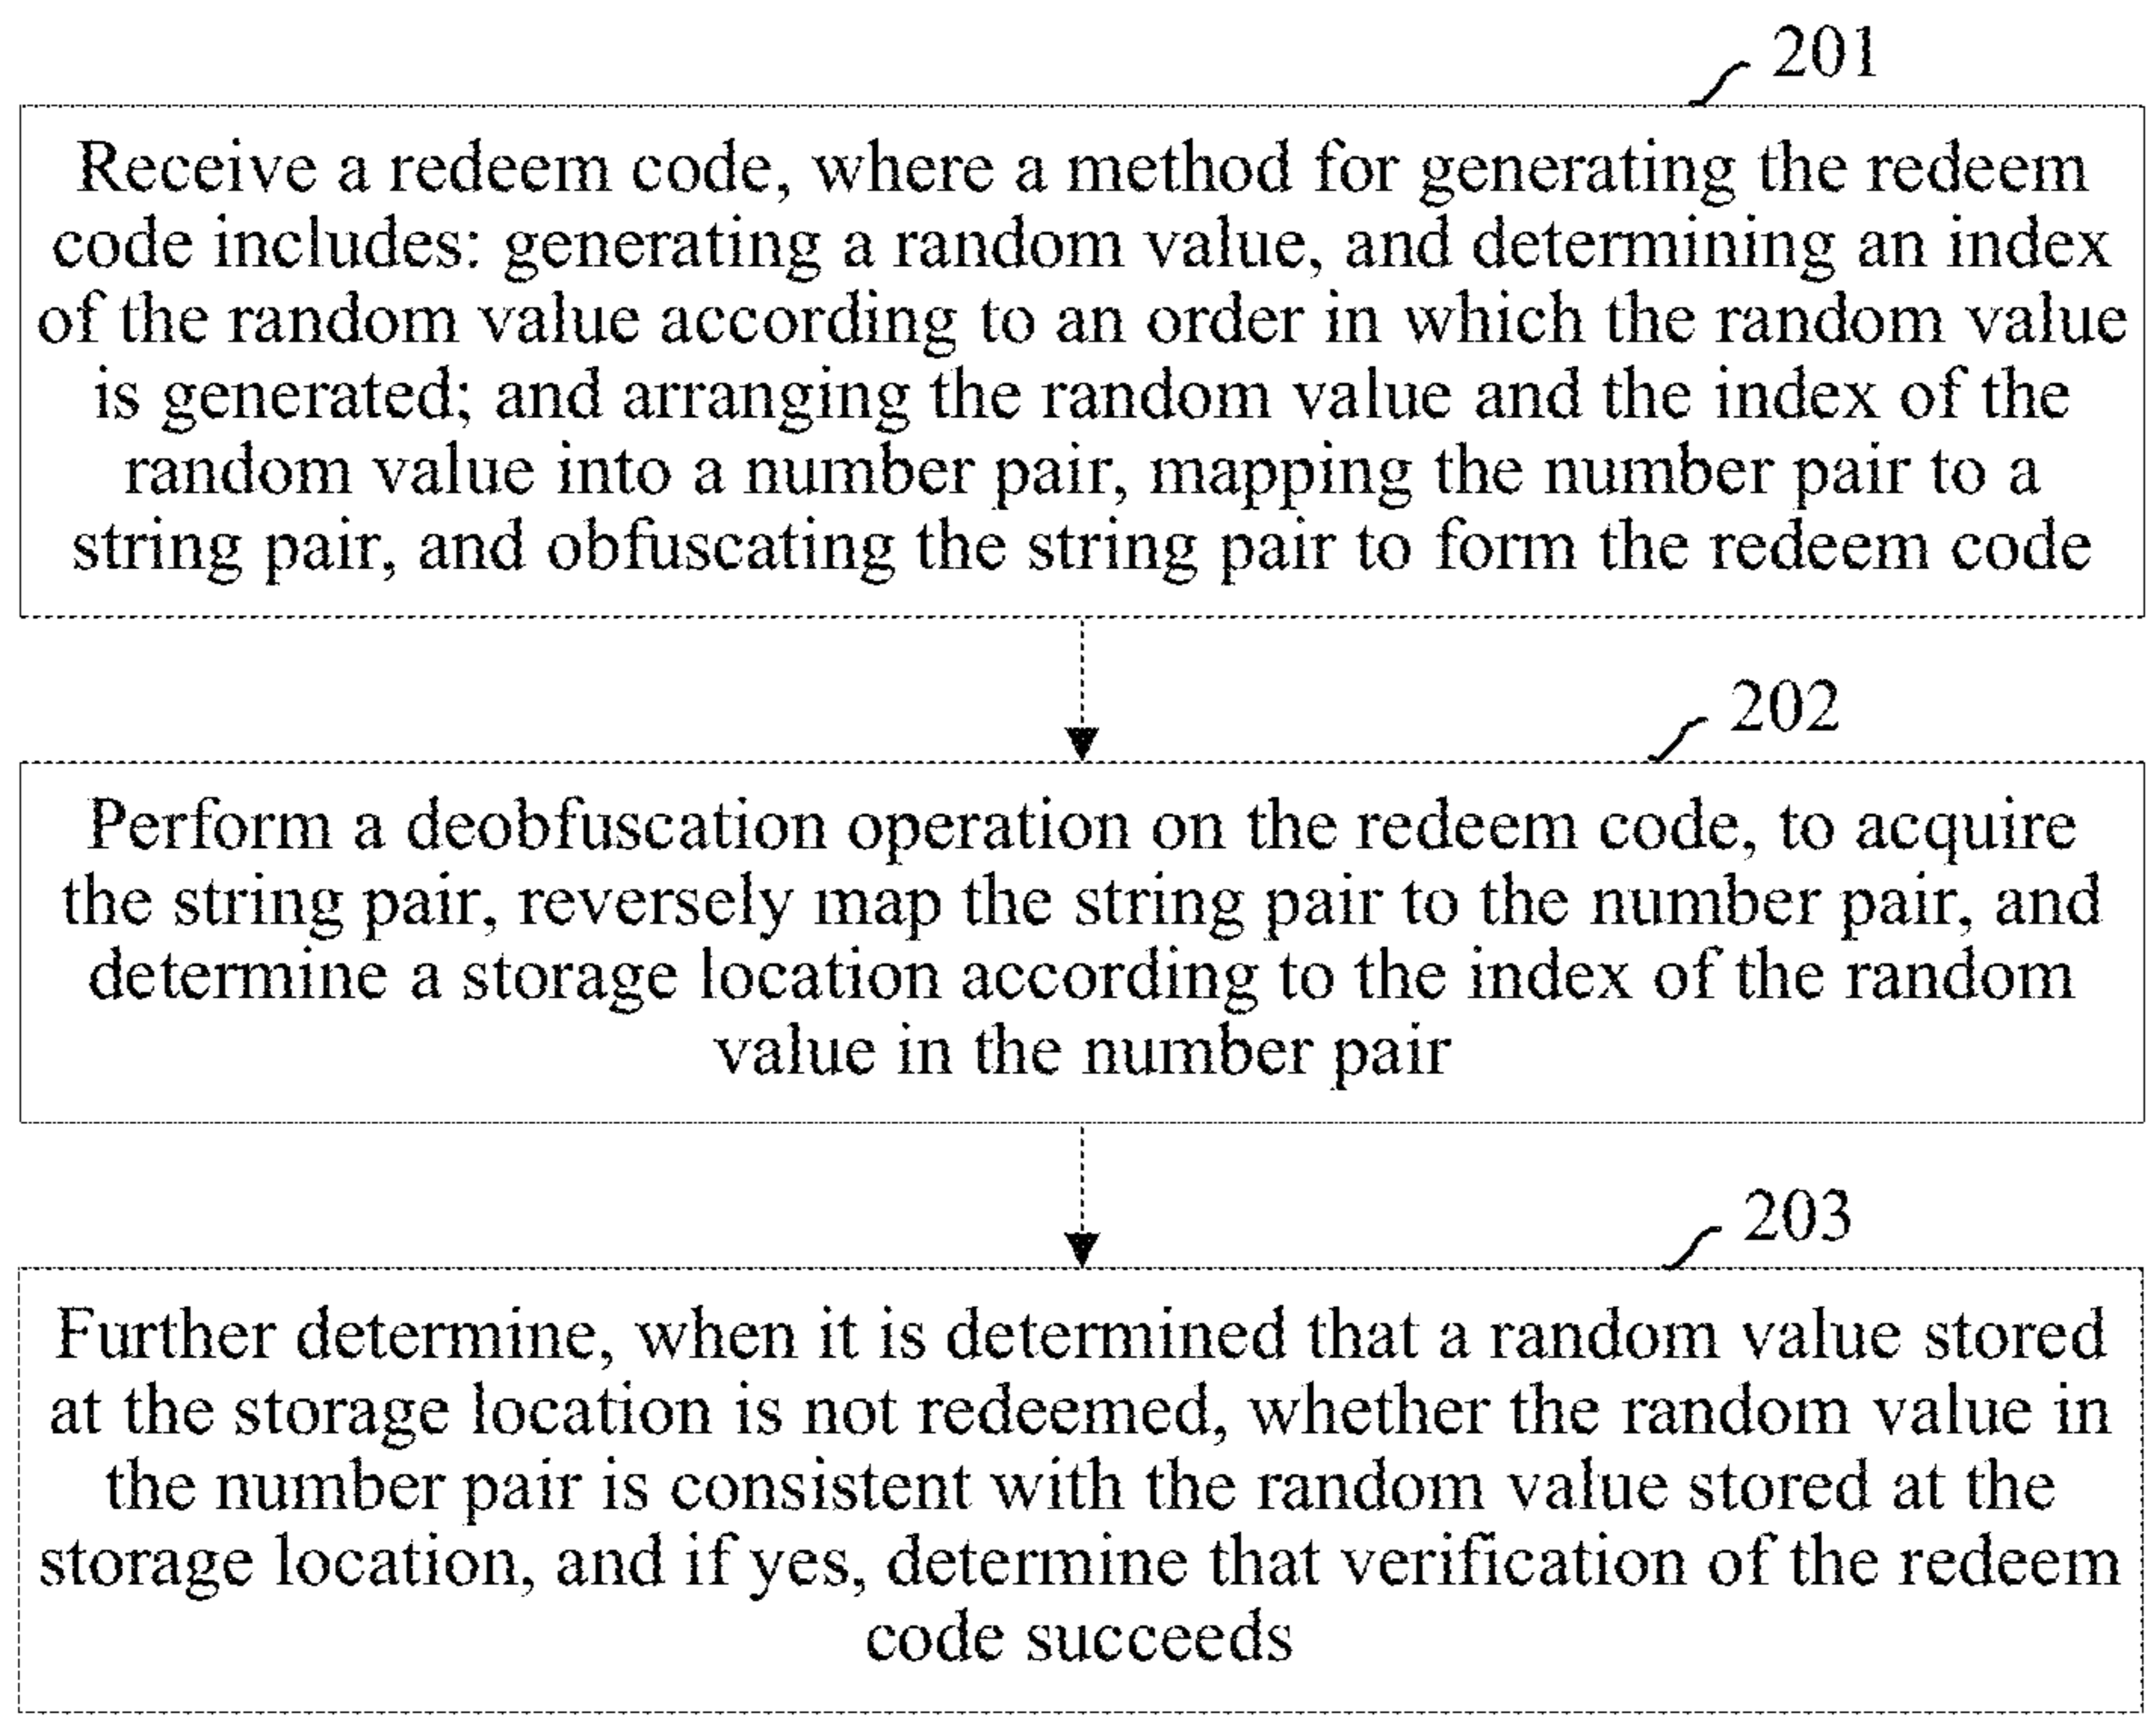 201
Receive a redeem code, where a method for generating the redeem
code includes: generating a random value, and determining an index
of the random value according to an order in which the random value
is generated; and arranging the random value and the index of the
random value into a number pair, mapping the number pair to a
string pair, and obfuscating the string pair to form the redeem code
202
Perform a deobfuscation operation on the redeem code, to acquire
the string pair, reversely map the string pair to the number pair, and
determine a storage location according to the index of the random
value in the number pair
203
Further determine, when it is determined that a random value stored
at the storage location is not redeemed, whether the random value in
the number pair is consistent with the random value stored at the
storage location, and if yes, determine that verification of the redeem
code succeeds